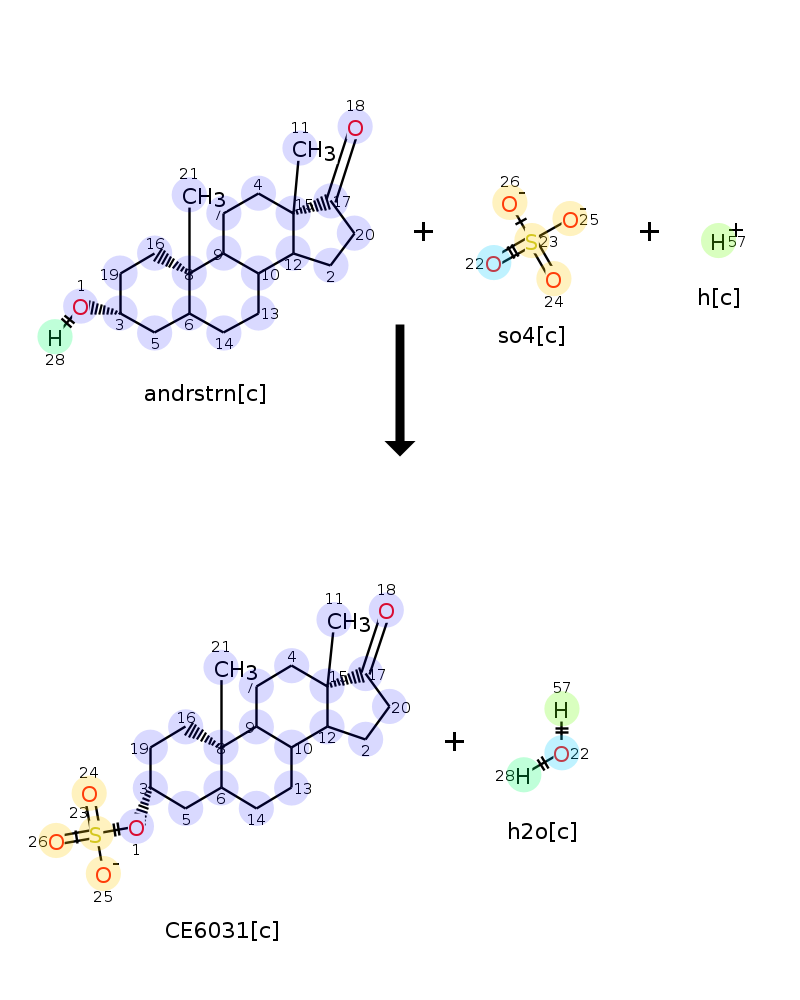 18
11
O
CH3
21
CH3
4
7
15
17
20
16
19
8
9
10
12
2
1
O
3
6
13
5
14
H
28
andrstrn[c]
+
26
O-
O-
25
S
23
22
O
O
24
so4[c]
+
H+
57
h[c]
18
11
O
CH3
21
CH3
4
7
15
17
20
16
19
8
9
10
12
2
24
O
3
6
13
5
14
23
26
O
S
O
1
O-
25
CE6031[c]
+
57
H
O
22
28
H
h2o[c]